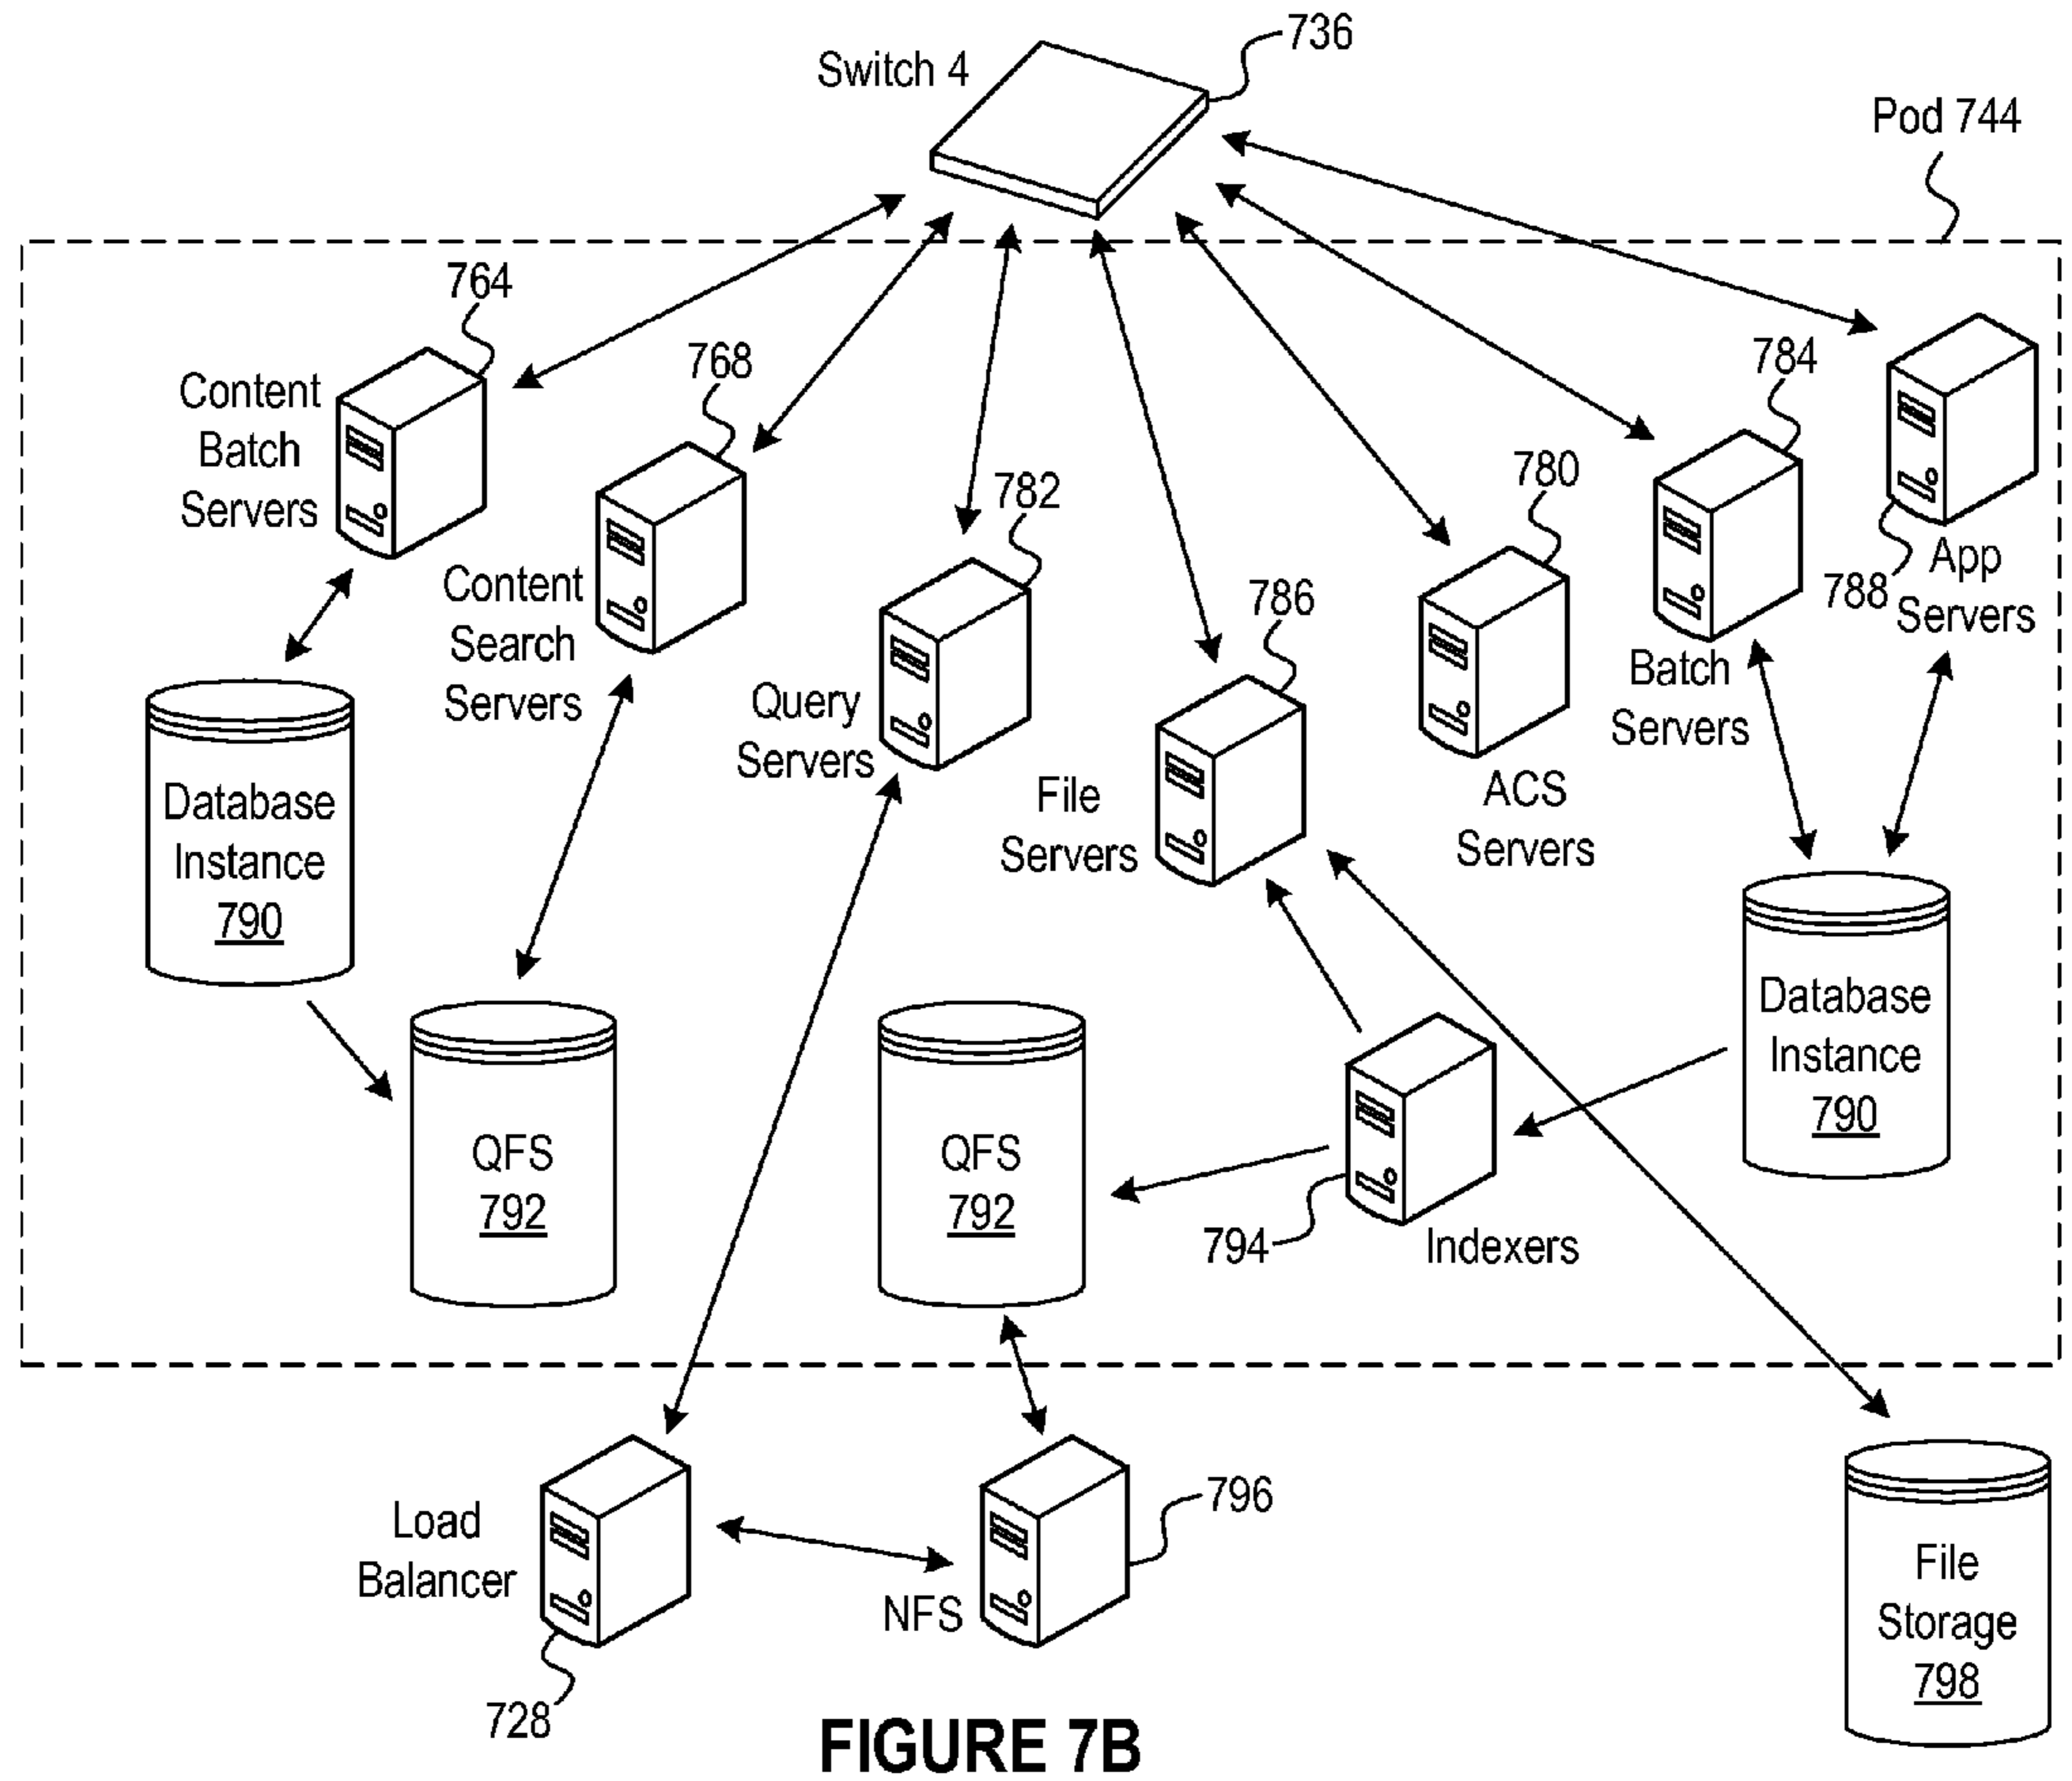 736
Switch 4
Pod 744
764
Content
Batch
Servers
768
Content
Search
Servers
782
Query
Servers
786
File
Servers
780
ACS
Servers
784
Batch
Servers
788
App
Servers
Database
Instance
790
QFS
792
QFS
792
794
Indexers
Database
Instance
790
Load
Balancer
728
NFS
796
File
Storage
798
FIGURE 7B